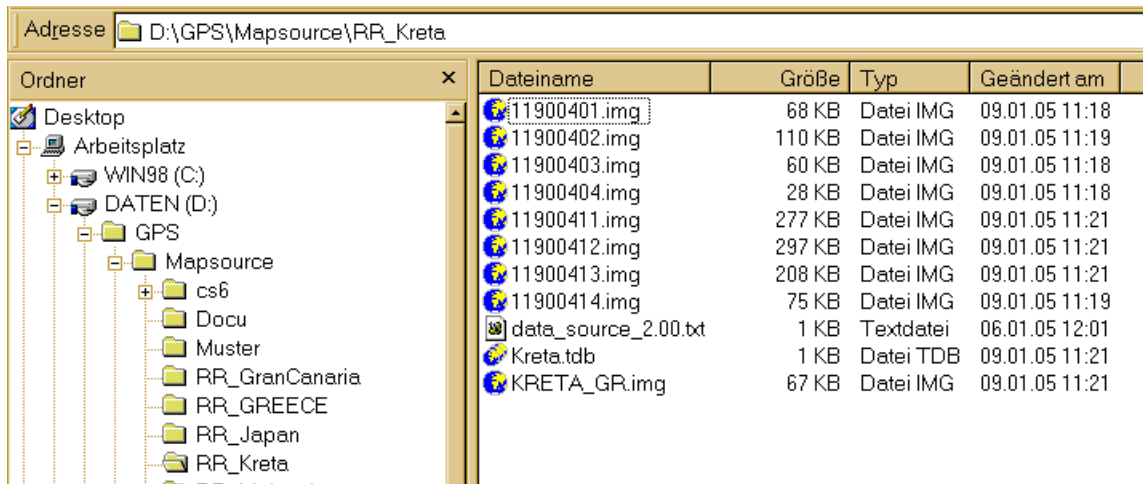 Adresse D:\GPS\Mapsource\RR_Kreta
Ordner
Desktop
Arbeitsplatz
WIN98 (C:)
DATEN (D:)
GPS
Mapsource
cs6
Docu
Muster
RR_GranCanaria
RR_GREECE
RR_Japan
RR_Kreta
Dateiname Größe Typ Geändert am
11900401.img 68 KB Datei IMG 09.01.05 11:18
11900402.img 110 KB Datei IMG 09.01.05 11:19
11900403.img 60 KB Datei IMG 09.01.05 11:18
11900404.img 28 KB Datei IMG 09.01.05 11:18
11900411.img 277 KB Datei IMG 09.01.05 11:21
11900412.img 297 KB Datei IMG 09.01.05 11:21
11900413.img 208 KB Datei IMG 09.01.05 11:21
11900414.img 75 KB Datei IMG 09.01.05 11:19
data_source_2.00.txt 1 KB Textdatei 06.01.05 12:01
Kreta.tdb 1 KB Datei TDB 09.01.05 11:21
KRETA_GR.img 67 KB Datei IMG 09.01.05 11:21